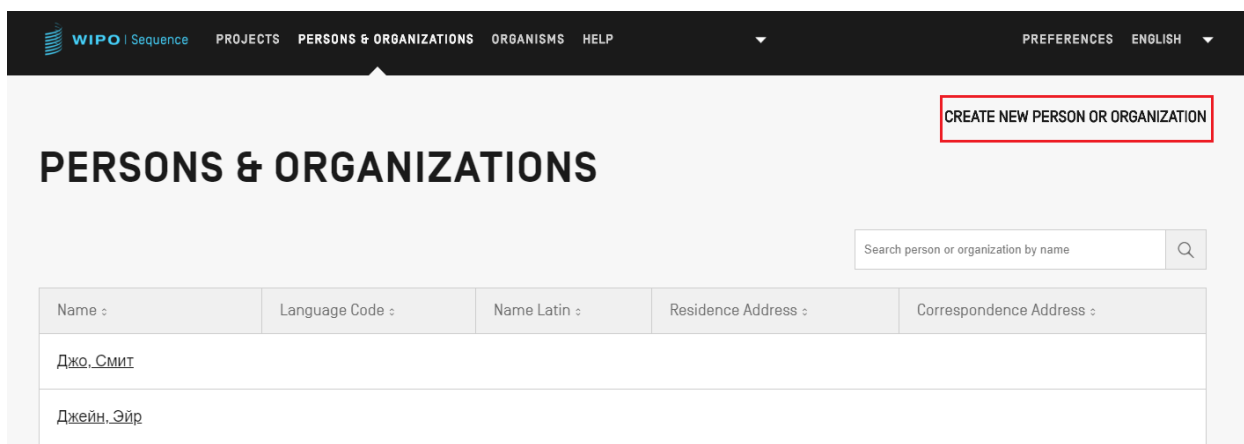 WIPO | Sequence PROJECTS PERSONS & ORGANIZATIONS ORGANISMS HELP PREFERENCES ENGLISH
CREATE NEW PERSON OR ORGANIZATION
PERSONS & ORGANIZATIONS
Search person or organization by name
Name Language Code Name Latin Residence Address Correspondence Address
Джо, Смит
Джейн, Эйр